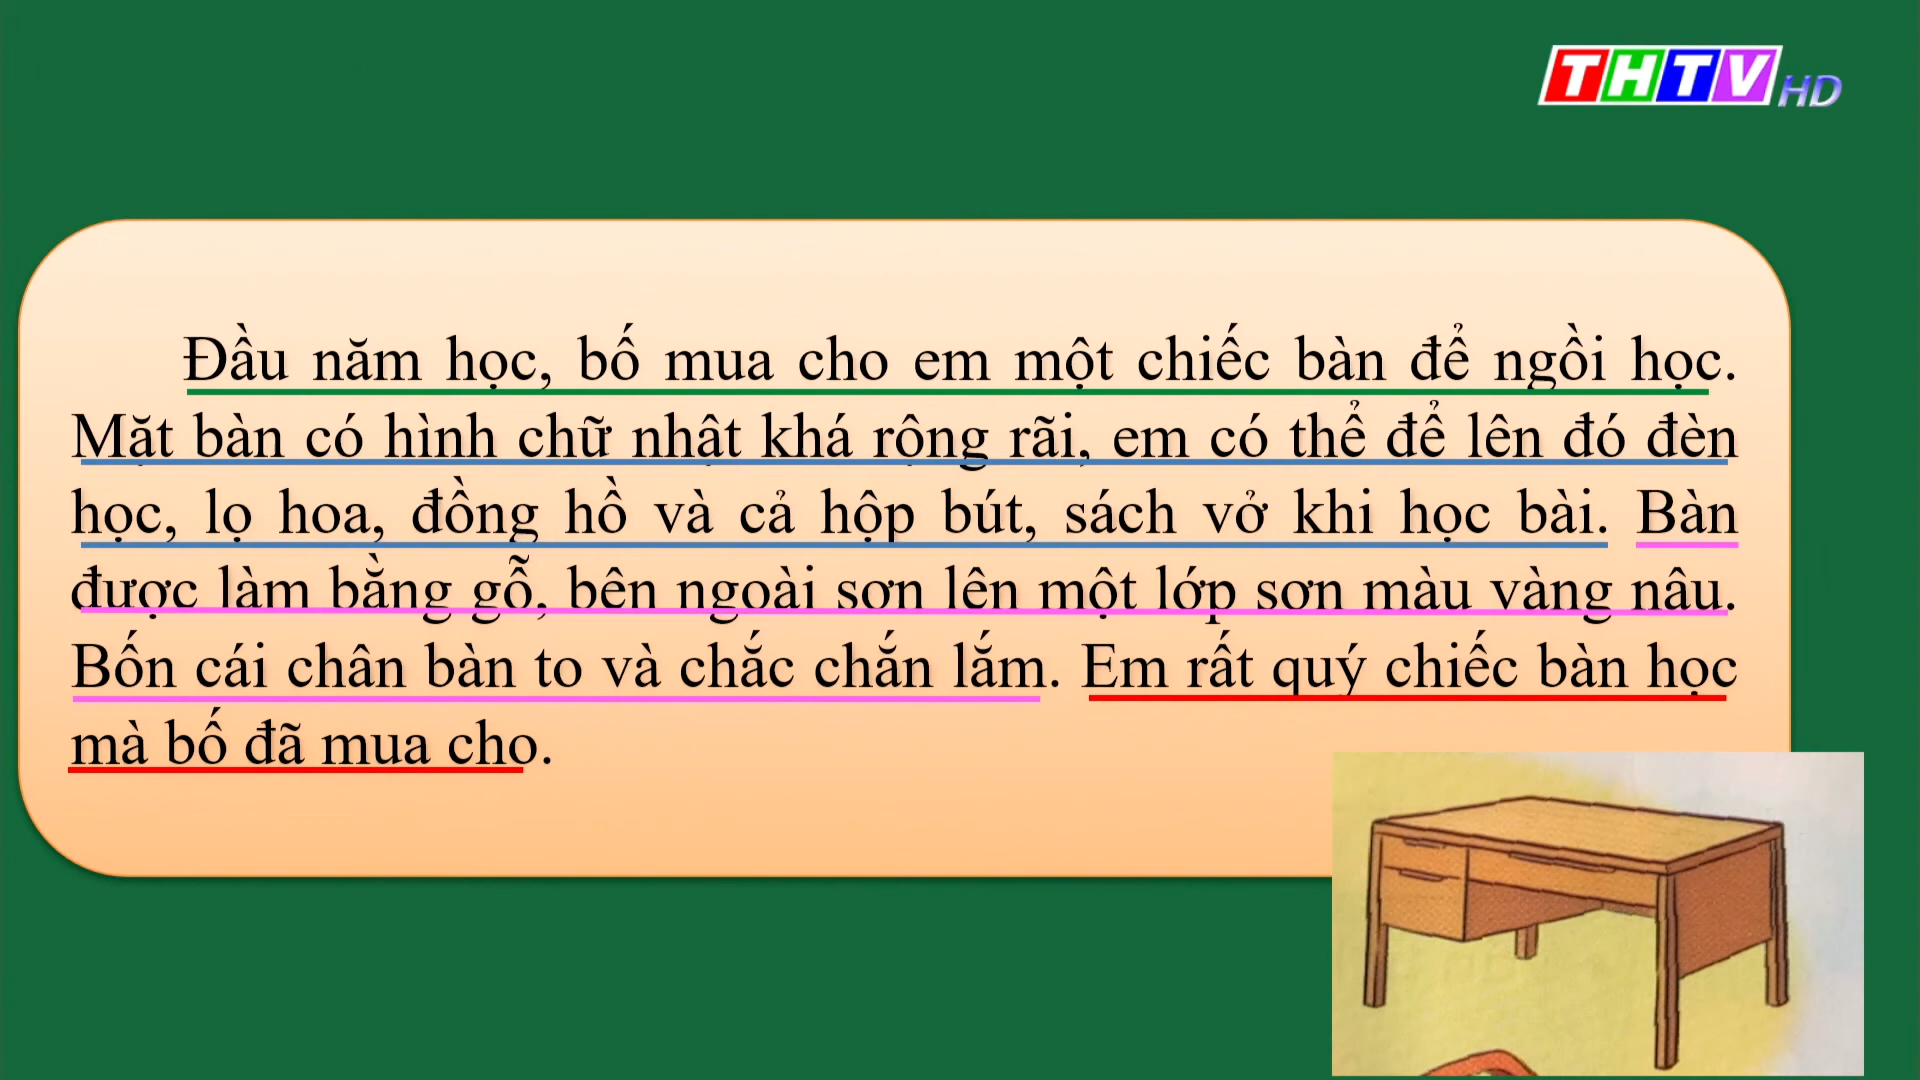 THTV HD
Đầu năm học, bố mua cho em một chiếc bàn để ngồi học.
Mặt bàn có hình chữ nhật khá rộng rãi, em có thể để lên đó đèn
học, lọ hoa, đồng hồ và cả hộp bút, sách vở khi học bài. Bàn
được làm bằng gỗ, bên ngoài sơn lên một lớp sơn màu vàng nâu.
Bốn cái chân bàn to và chắc chắn lắm. Em rất quý chiếc bàn học
mà bố đã mua cho.